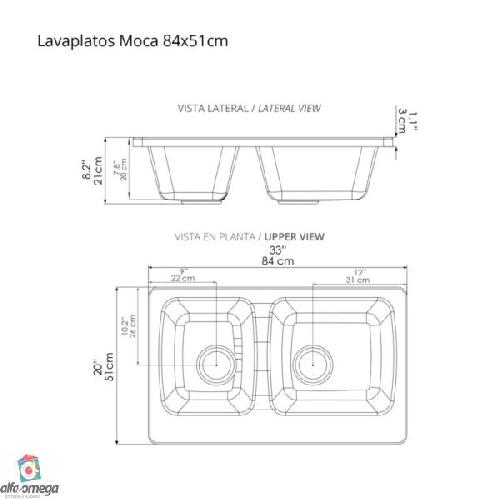 Lavaplatos Moca 84x51cm
VISTA LATERAL / LATERAL VIEW
1.1"
3 cm
8.2"
21cm
7.8"
20 cm
VISTA EN PLANTA / UPPER VIEW
33"
84 cm
9"
22 cm
12"
31 cm
10.2"
26 cm
20"
51cm
alfa omega